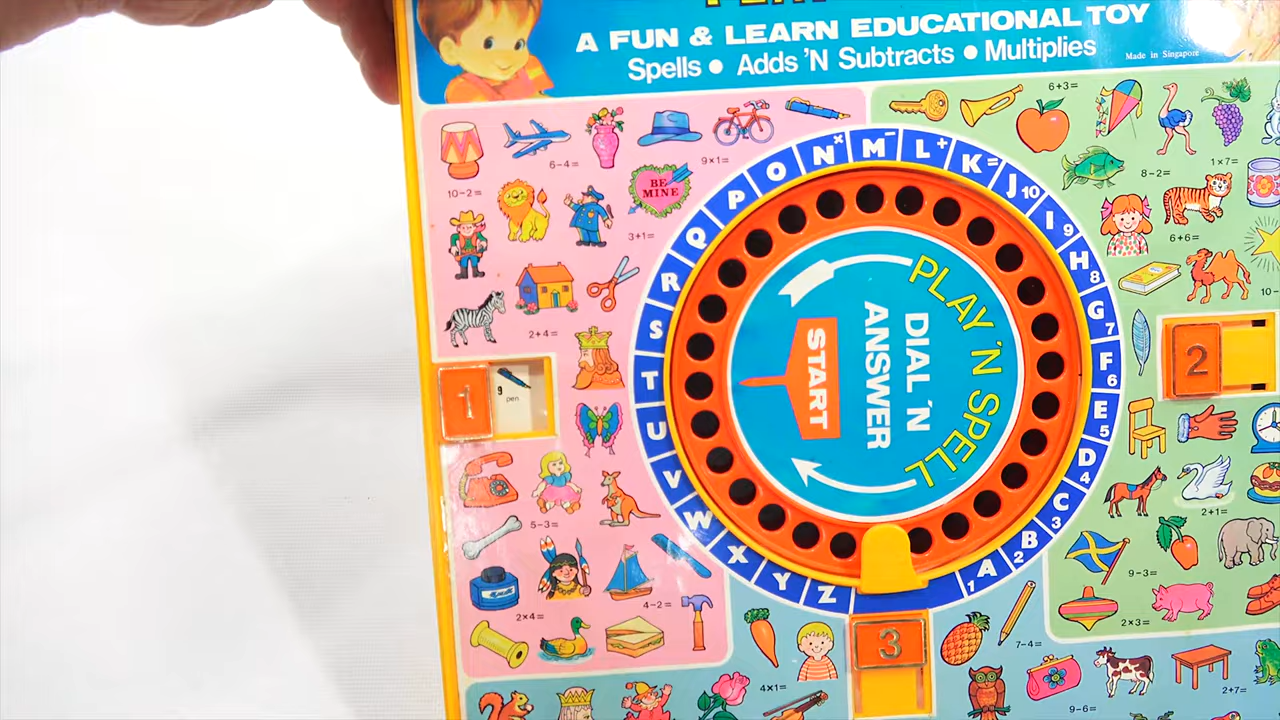 A FUN & LEARN EDUCATIONAL TOY
Spells ● Adds 'N Subtracts ● Multiplies
Made in Singapore
6+3=
6-4=
9×1=
10-2=
BE
MINE
3+1=
2+4=
1×7=
8-2=
6+6=
10-
1
9
pen
2
5-3=
2×4=
4-2=
2+1=
9-3=
2×3=
7-4=
4×1=
9-6=
2+7=
3
A 1
B 2
C 3
D 4
E 5
F 6
G 7
H 8
I 9
J 10
K =
L +
M -
N ×
O
P
Q
R
S
T
U
V
W
X
Y
Z
PLAY 'N SPELL
DIAL 'N
ANSWER
START